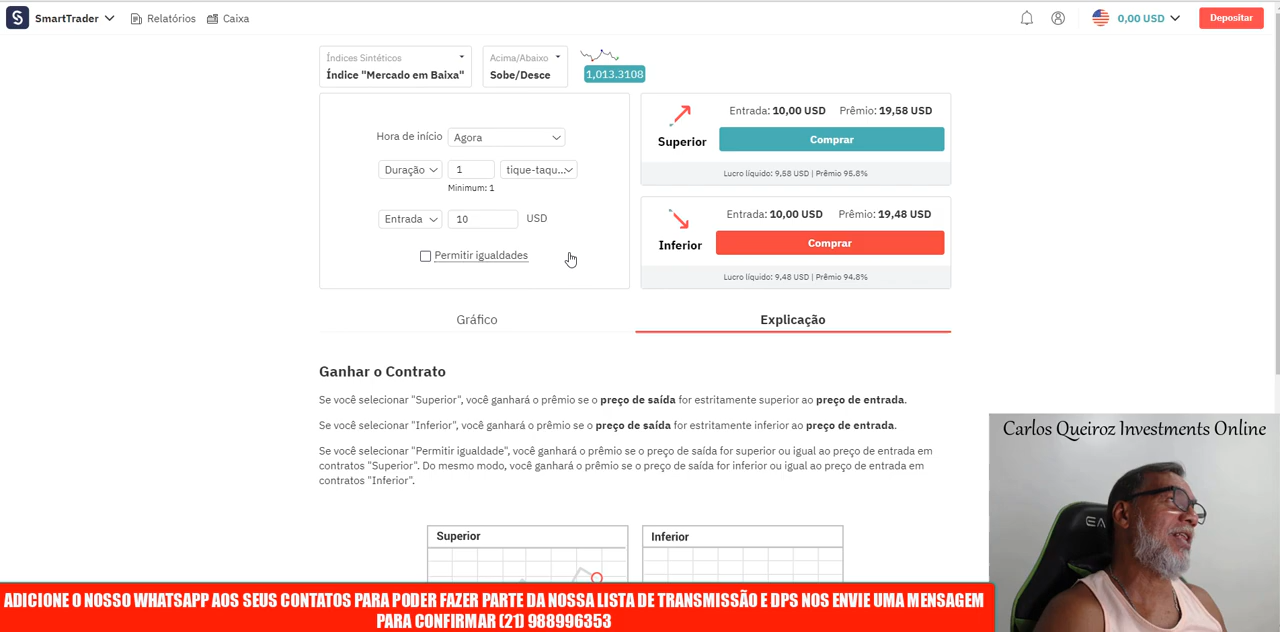 SmartTrader
Relatórios
Caixa
0,00 USD
Depositar
Índices Sintéticos
Índice "Mercado em Baixa"
Acima/Abaixo
Sobe/Desce
1,013.3108
Hora de início
Agora
Duração
1
tique-taqu...
Minimum: 1
Entrada
10
USD
Permitir igualdades
Entrada: 10,00 USD Prêmio: 19,58 USD
Superior
Comprar
Lucro líquido: 9,58 USD | Prêmio 95.8%
Entrada: 10,00 USD Prêmio: 19,48 USD
Inferior
Comprar
Lucro líquido: 9,48 USD | Prêmio 94.8%
Gráfico
Explicação
Ganhar o Contrato
Se você selecionar "Superior", você ganhará o prêmio se o preço de saída for estritamente superior ao preço de entrada.
Se você selecionar "Inferior", você ganhará o prêmio se o preço de saída for estritamente inferior ao preço de entrada.
Se você selecionar "Permitir igualdade", você ganhará o prêmio se o preço de saída for superior ou igual ao preço de entrada em
contratos "Superior". Do mesmo modo, você ganhará o prêmio se o preço de saída for inferior ou igual ao preço de entrada em
contratos "Inferior".
Superior
Inferior
Carlos Queiroz Investments Online
EA
ADICIONE O NOSSO WHATSAPP AOS SEUS CONTATOS PARA PODER FAZER PARTE DA NOSSA LISTA DE TRANSMISSÃO E DPS NOS ENVIE UMA MENSAGEM
PARA CONFIRMAR (21) 988996353